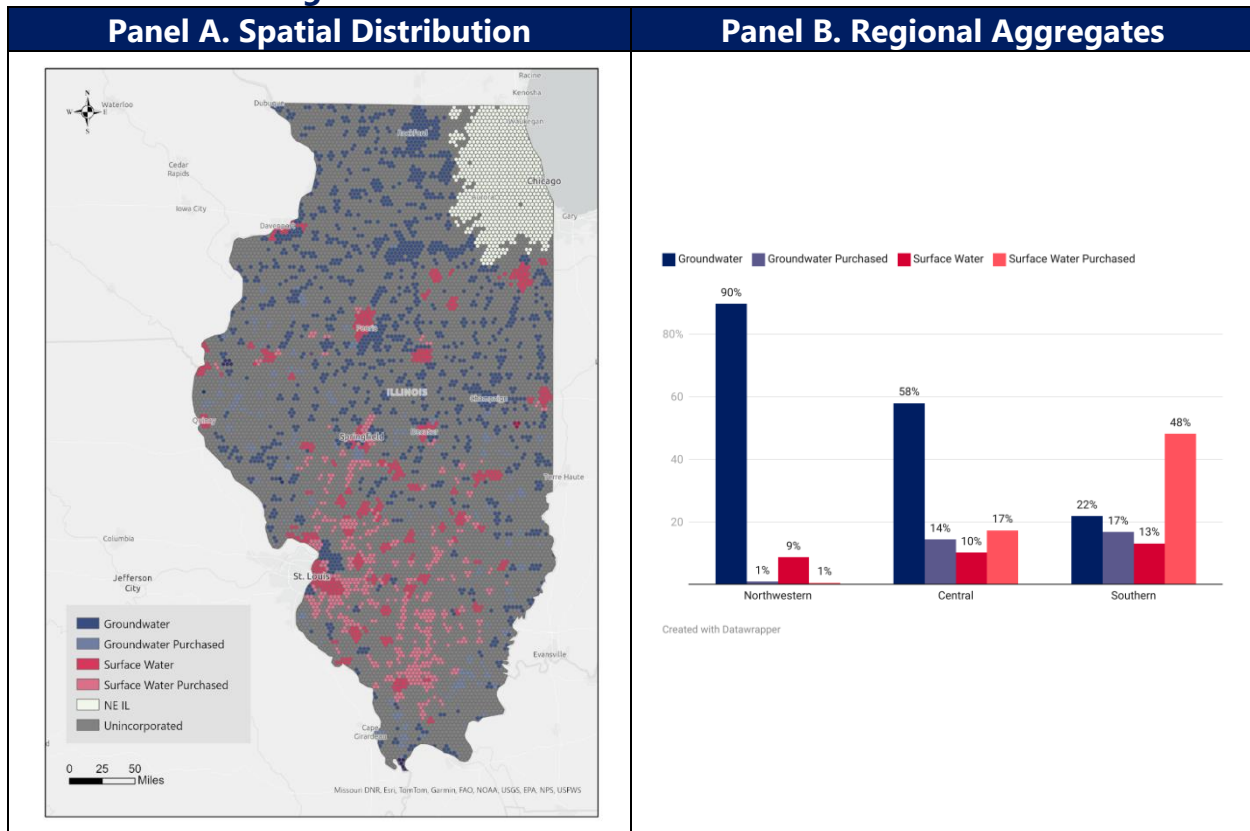 Panel A. Spatial Distribution
Panel B. Regional Aggregates
Racine
Kenosha
Waterloo
Dubuque
Waukegan
N
W E
S
Rockford
Cedar
Rapids
Chicago
Aurora
Iowa City
Gary
Davenport
Peoria
ILLINOIS
Champaign
Quincy
Springfield
Decatur
Terre Haute
Columbia
St. Louis
Jefferson
City
Evansville
Cape
Girardeau
Groundwater
Groundwater Purchased
Surface Water
Surface Water Purchased
NE IL
Unincorporated
0 25 50
Miles
Missouri DNR, Esri, TomTom, Garmin, FAO, NOAA, USGS, EPA, NPS, USFWS
Groundwater Groundwater Purchased Surface Water Surface Water Purchased
90%
80%
60
58%
48%
40
22%
20
17%
17%
14%
13%
10%
9%
1%
1%
Northwestern Central Southern
Created with Datawrapper